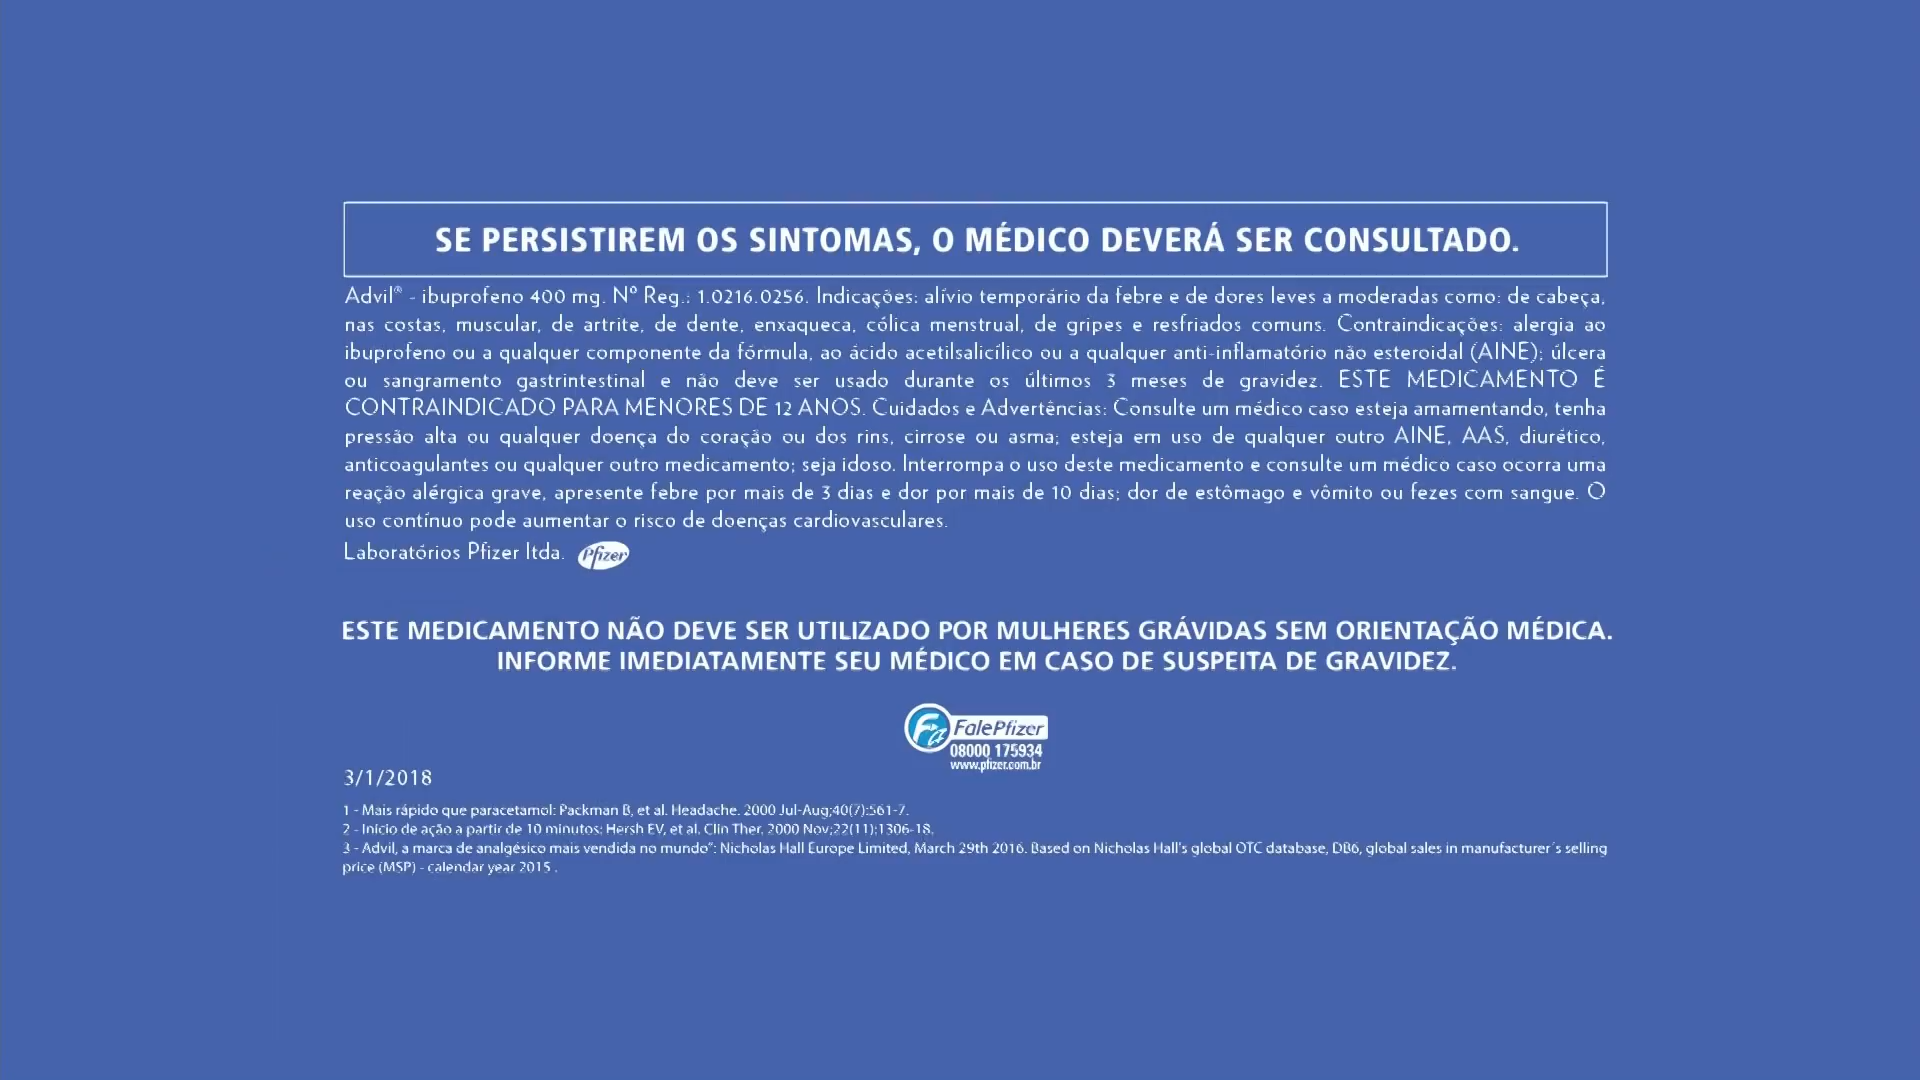 SE PERSISTIREM OS SINTOMAS, O MÉDICO DEVERÁ SER CONSULTADO.
Advil® - ibuprofeno 400 mg. Nº Reg.: 1.0216.0256. Indicações: alívio temporário da febre e de dores leves a moderadas como: de cabeça,
nas costas, muscular, de artrite, de dente, enxaqueca, cólica menstrual, de gripes e resfriados comuns. Contraindicações: alergia ao
ibuprofeno ou a qualquer componente da fórmula, ao ácido acetilsalicílico ou a qualquer anti-inflamatório não esteroidal (AINE); úlcera
ou sangramento gastrintestinal e não deve ser usado durante os últimos 3 meses de gravidez. ESTE MEDICAMENTO É
CONTRAINDICADO PARA MENORES DE 12 ANOS. Cuidados e Advertências: Consulte um médico caso esteja amamentando, tenha
pressão alta ou qualquer doença do coração ou dos rins, cirrose ou asma; esteja em uso de qualquer outro AINE, AAS, diurético,
anticoagulantes ou qualquer outro medicamento; seja idoso. Interrompa o uso deste medicamento e consulte um médico caso ocorra uma
reação alérgica grave, apresente febre por mais de 3 dias e dor por mais de 10 dias; dor de estômago e vômito ou fezes com sangue. O
uso contínuo pode aumentar o risco de doenças cardiovasculares.
Laboratórios Pfizer ltda. Pfizer
ESTE MEDICAMENTO NÃO DEVE SER UTILIZADO POR MULHERES GRÁVIDAS SEM ORIENTAÇÃO MÉDICA.
INFORME IMEDIATAMENTE SEU MÉDICO EM CASO DE SUSPEITA DE GRAVIDEZ.
FalePfizer
08000 175934
www.pfizer.com.br
3/1/2018
1 - Mais rápido que paracetamol: Packman B, et al. Headache. 2000 Jul-Aug;40(7):561-7.
2 - Início de ação a partir de 10 minutos: Hersh EV, et al. Clin Ther. 2000 Nov;22(11):1306-18.
3 - Advil, a marca de analgésico mais vendida no mundo": Nicholas Hall Europe Limited, March 29th 2016. Based on Nicholas Hall's global OTC database, DB6, global sales in manufacturer´s selling
price (MSP) - calendar year 2015 .